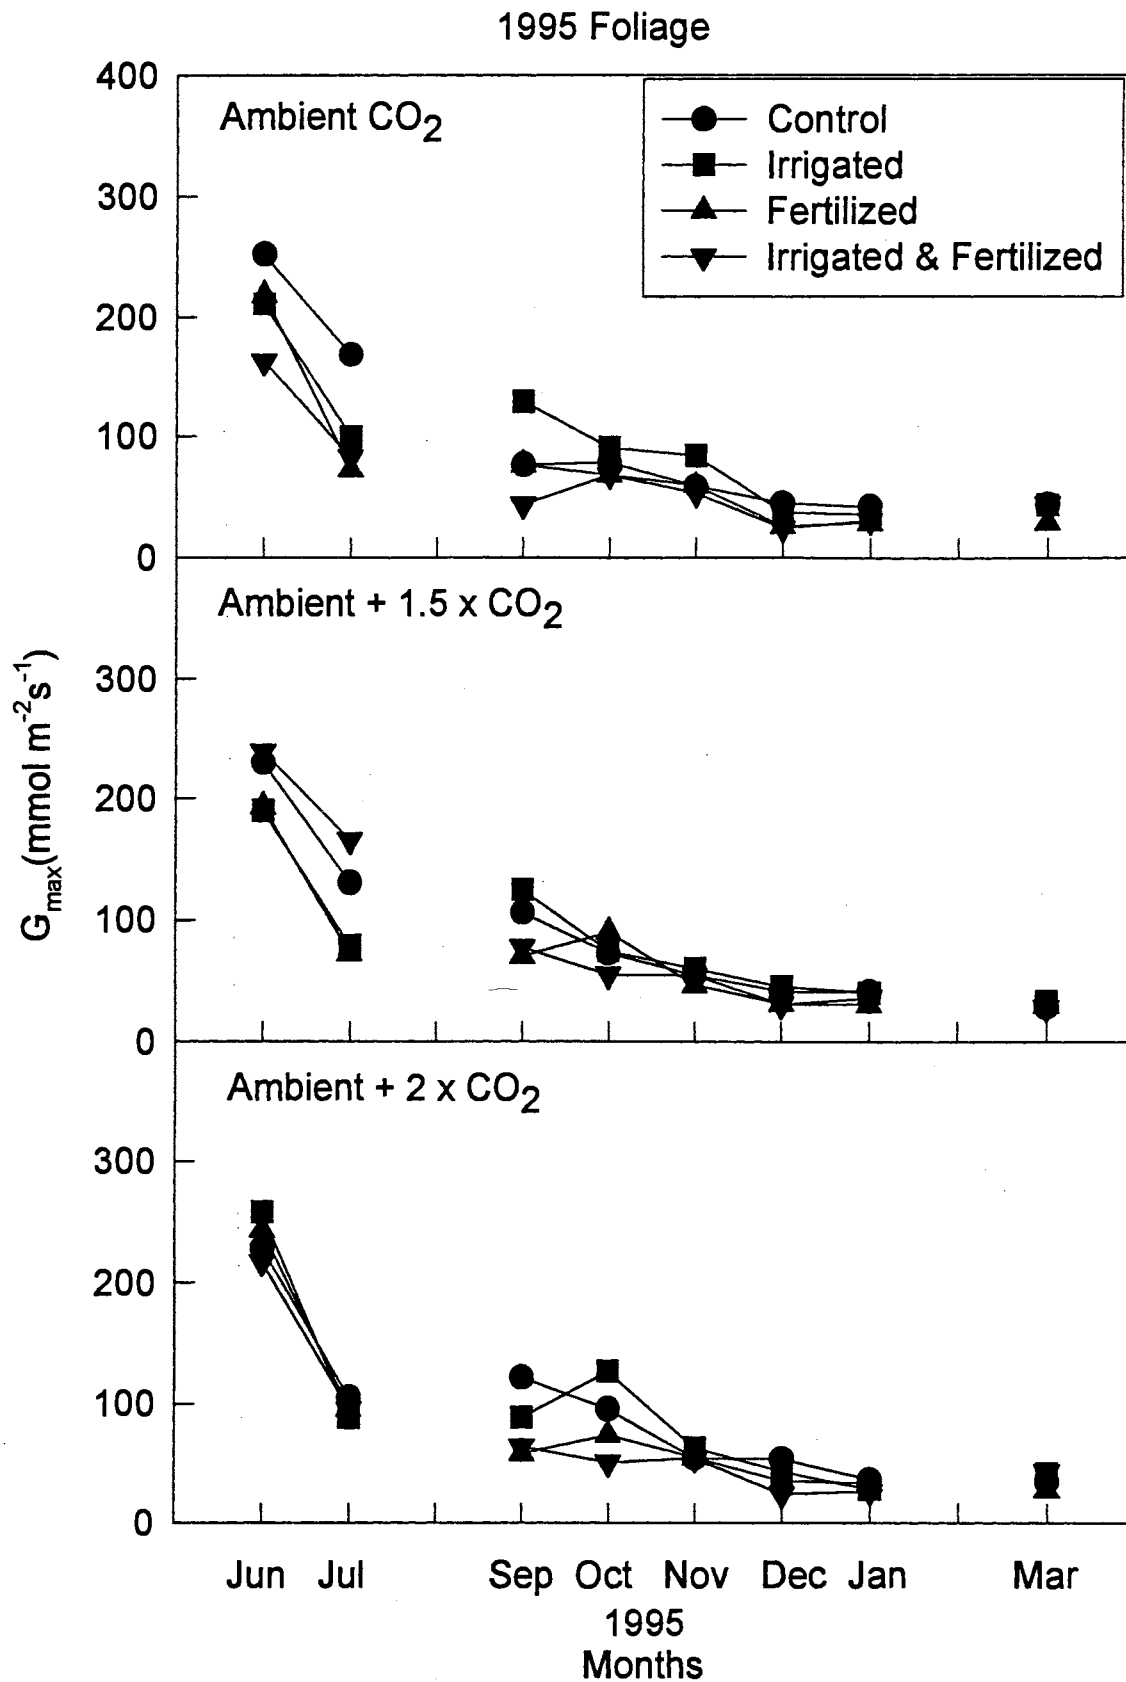 1995 Foliage
400
Ambient CO2
Control
Irrigated
Fertilized
Irrigated & Fertilized
300
200
100
0
Ambient + 1.5 x CO2
300
200
100
0
Gmax(mmol m-2s-1)
Ambient + 2 x CO2
300
200
100
0
Jun Jul Sep Oct Nov Dec Jan Mar
1995
Months